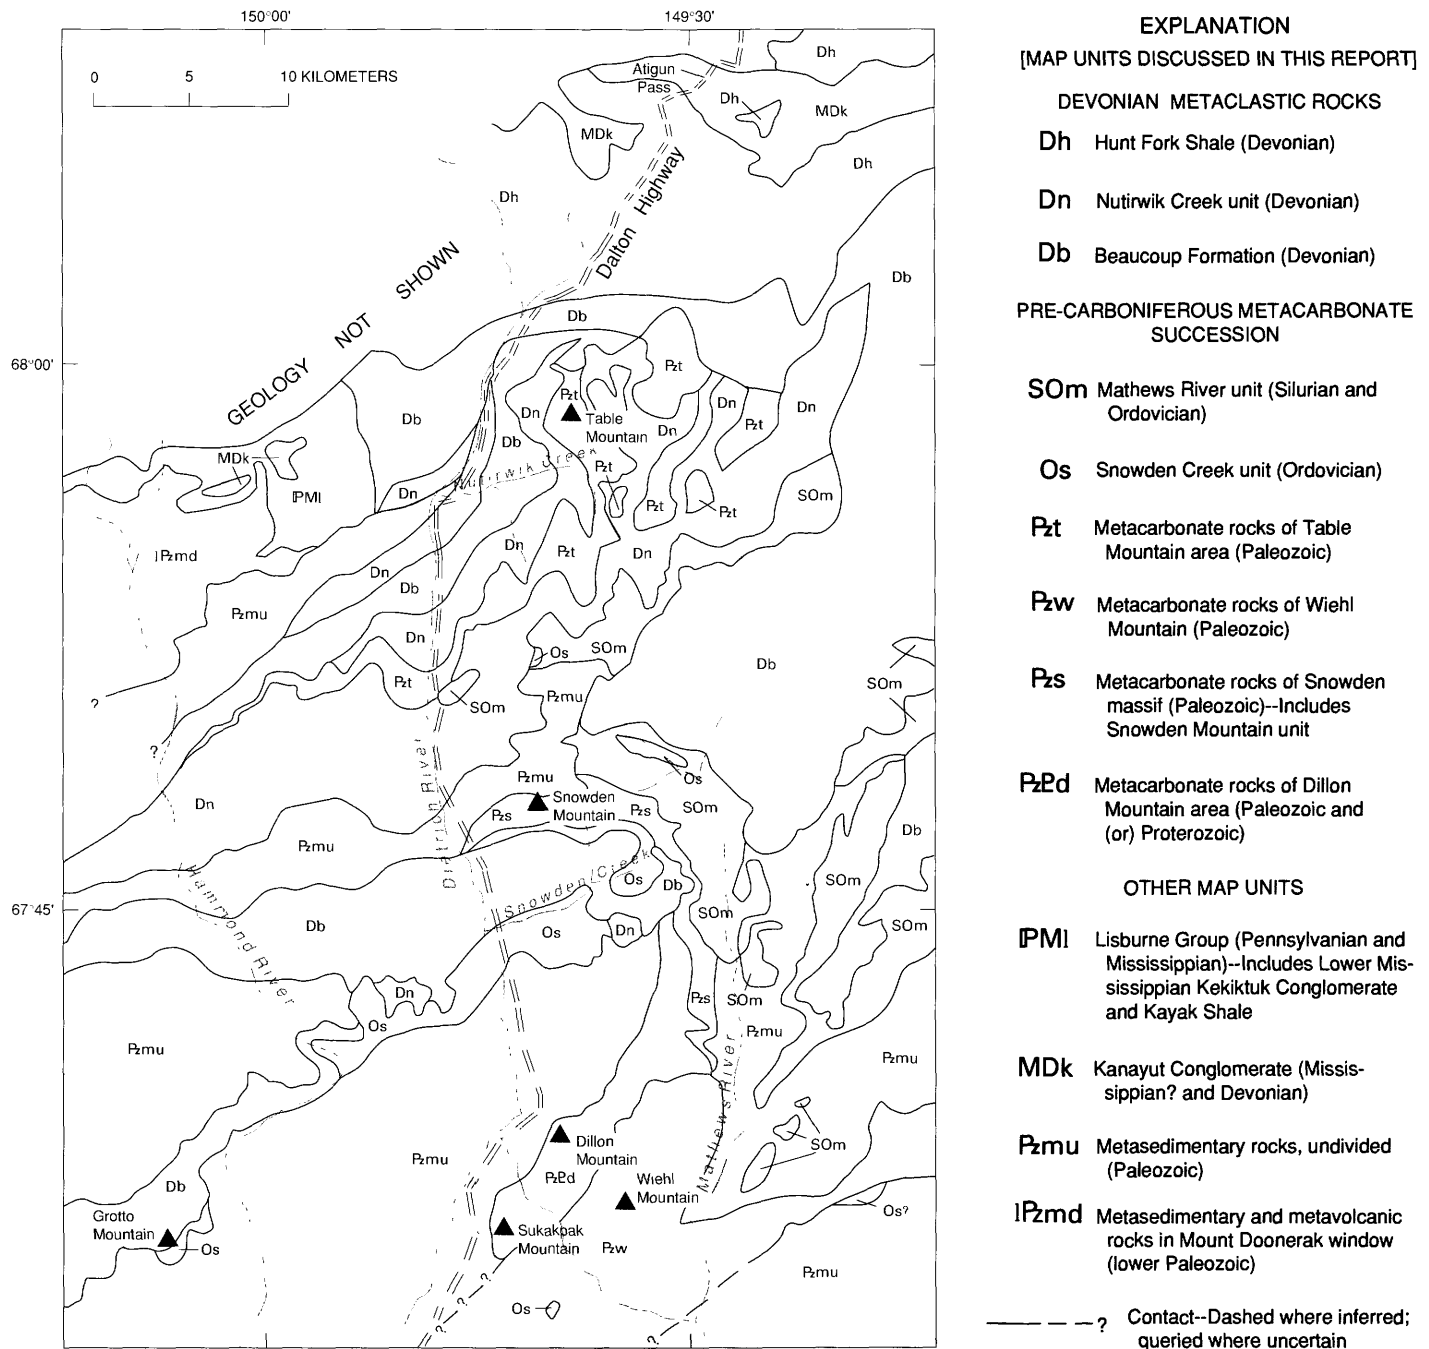 150°00'
149°30'
0 5 10 KILOMETERS
GEOLOGY NOT SHOWN
Dalton Highway
Atigun
Pass
Dh
Dh
MDk
MDk
Dh
Dh
Db
Db
68°00'
Pzt
Pzt
Table
Mountain
Db
Dn
Db
Dn
Dn
Pzt
Dn
Nutirwik Creek
Pzt
MDk
IPMl
Dn
Pzt
Pzt
SOm
lPzmd
Dn
Pzt
Dn
Dn
Db
Pzmu
Dn
Os
SOm
Db
Pzt
SOm
Pzmu
SOm
?
?
Dietrich River
Pzmu
Os
Dn
Snowden
Mountain
Pzs
Pzs
SOm
Db
Pzmu
Hammond River
Snowden Creek
Os
Db
SOm
67°45'
Db
Os
Dn
SOm
SOm
Dn
Pzs
SOm
Os
Pzmu
Pzmu
Pzmu
Mathews River
Pzmu
Dillon
Mountain
SOm
PzPd
Wiehl
Mountain
Db
Grotto
Mountain
Os
Sukakpak
Mountain
Pzw
Os?
Pzmu
Os
?
?
?
?
EXPLANATION
[MAP UNITS DISCUSSED IN THIS REPORT]
DEVONIAN METACLASTIC ROCKS
Dh Hunt Fork Shale (Devonian)
Dn Nutirwik Creek unit (Devonian)
Db Beaucoup Formation (Devonian)
PRE-CARBONIFEROUS METACARBONATE
SUCCESSION
SOm Mathews River unit (Silurian and
Ordovician)
Os Snowden Creek unit (Ordovician)
Pzt Metacarbonate rocks of Table
Mountain area (Paleozoic)
Pzw Metacarbonate rocks of Wiehl
Mountain (Paleozoic)
Pzs Metacarbonate rocks of Snowden
massif (Paleozoic)--Includes
Snowden Mountain unit
PzPd Metacarbonate rocks of Dillon
Mountain area (Paleozoic and
(or) Proterozoic)
OTHER MAP UNITS
IPMl Lisburne Group (Pennsylvanian and
Mississippian)--Includes Lower Mis-
sissippian Kekiktuk Conglomerate
and Kayak Shale
MDk Kanayut Conglomerate (Missis-
sippian? and Devonian)
Pzmu Metasedimentary rocks, undivided
(Paleozoic)
lPzmd Metasedimentary and metavolcanic
rocks in Mount Doonerak window
(lower Paleozoic)
? Contact--Dashed where inferred;
queried where uncertain